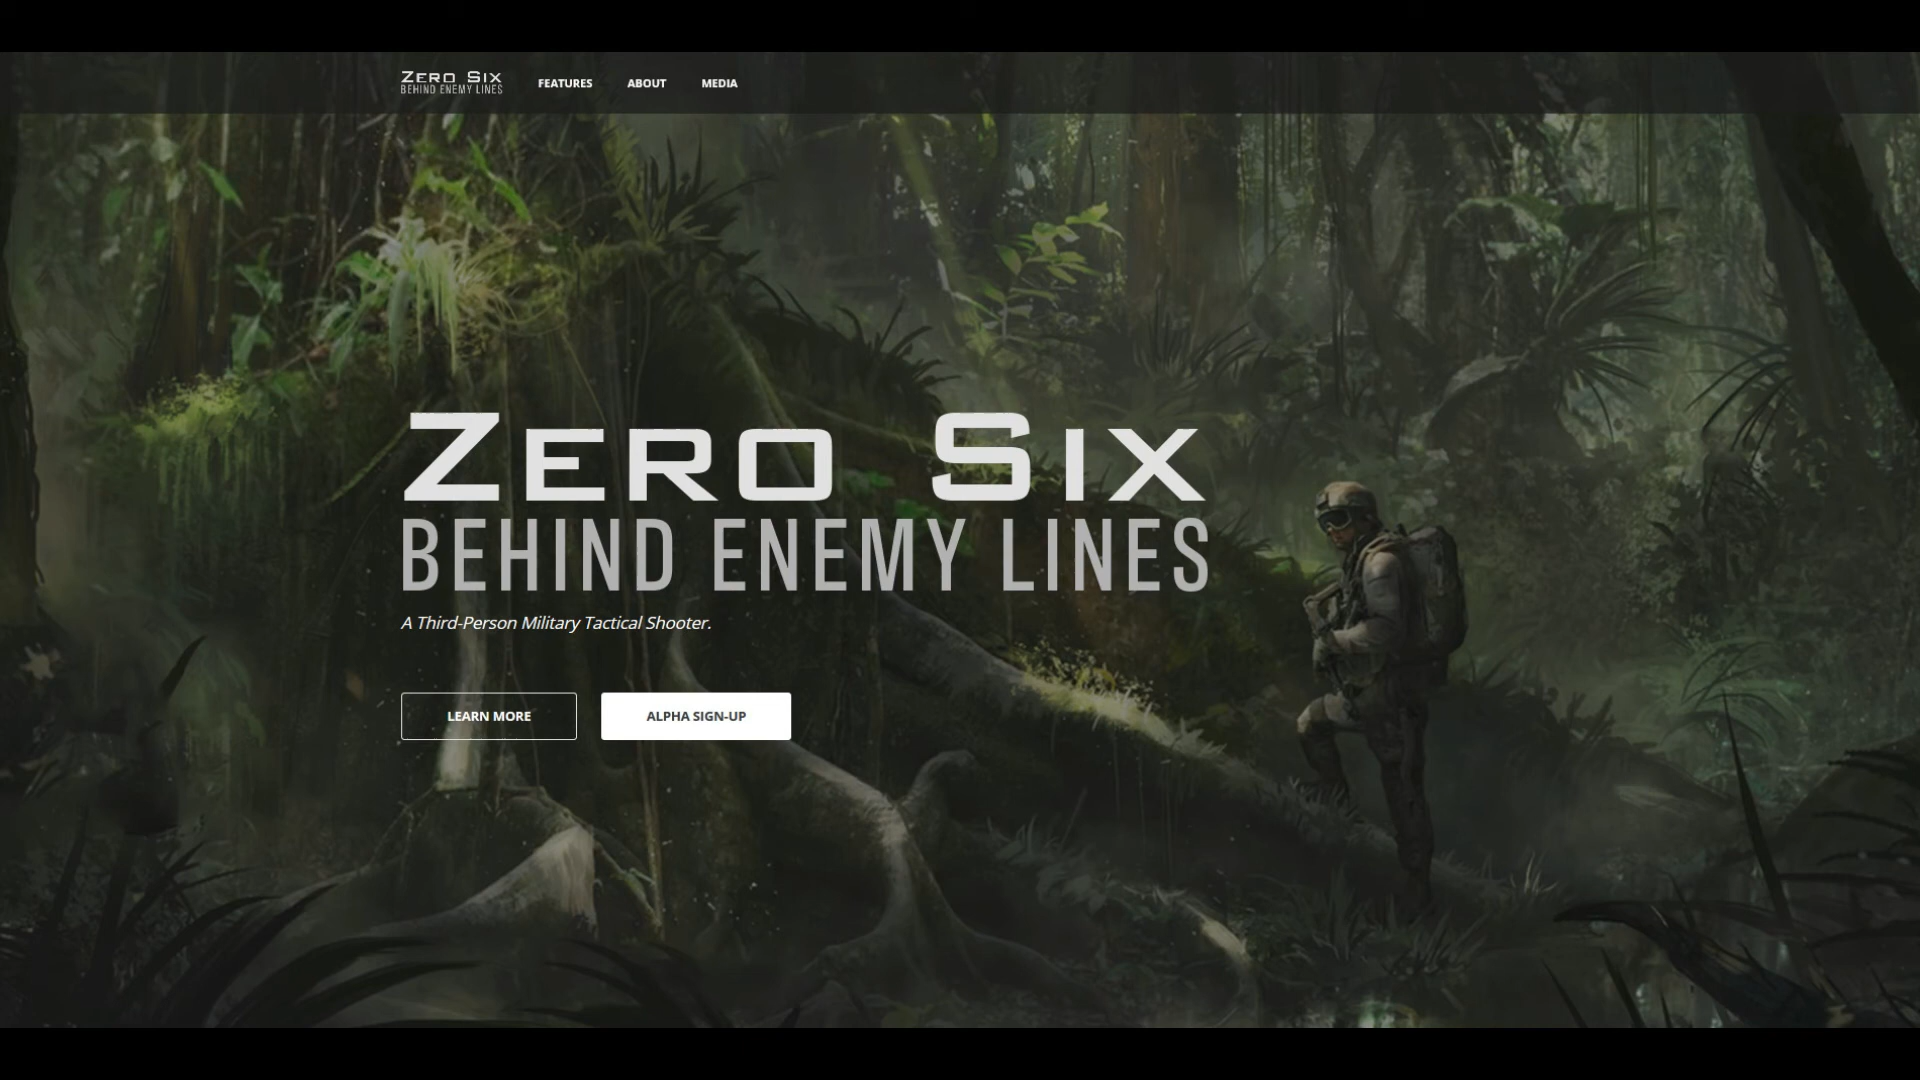 Zero Six
BEHIND ENEMY LINES
FEATURES
ABOUT
MEDIA
Zero Six
BEHIND ENEMY LINES
A Third-Person Military Tactical Shooter.
LEARN MORE
ALPHA SIGN-UP